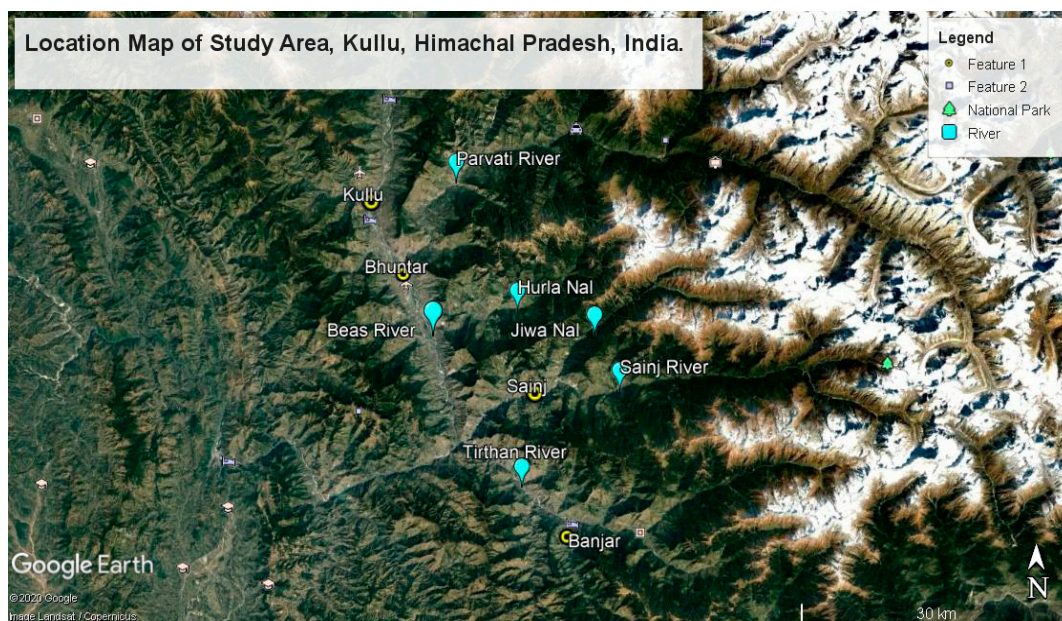 Location Map of Study Area, Kullu, Himachal Pradesh, India.
Legend
Feature 1
Feature 2
National Park
River
Parvati River
Kullu
Bhuntar
Hurla Nal
Beas River
Jiwa Nal
Sainj River
Sainj
Tirthan River
Banjar
Google Earth
©2020 Google
Image Landsat / Copernicus
N
30 km